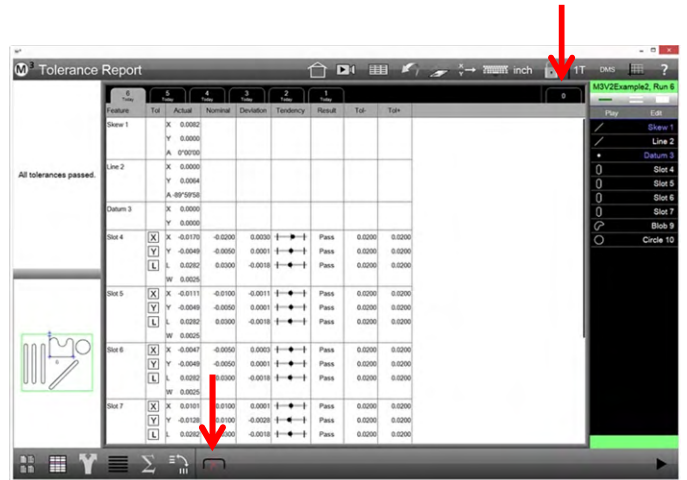 M³ Tolerance Report
inch 1T DMS ?
6 Today 5 Today 4 Today 3 Today 2 Today 1 Today 0
M3V2Example2, Run 6
Play Edit
Feature Tol Actual Nominal Deviation Tendency Result Tol- Tol+
Skew 1 X 0.0082
Y 0.0000
A 0°00'00
Line 2 X 0.0000
Y 0.0064
A -89°59'58
Datum 3 X 0.0000
Y 0.0000
Slot 4 X X -0.0170 -0.0200 0.0030 Pass 0.0200 0.0200
Y Y -0.0049 -0.0050 0.0001 Pass 0.0200 0.0200
L L 0.0282 0.0300 -0.0018 Pass 0.0200 0.0200
W 0.0025
Slot 5 X X -0.0111 -0.0100 -0.0011 Pass 0.0200 0.0200
Y Y -0.0049 -0.0050 0.0001 Pass 0.0200 0.0200
L L 0.0282 0.0300 -0.0018 Pass 0.0200 0.0200
W 0.0025
Slot 6 X X -0.0047 -0.0050 0.0003 Pass 0.0200 0.0200
Y Y -0.0049 -0.0050 0.0001 Pass 0.0200 0.0200
L L 0.0282 0.0300 -0.0018 Pass 0.0200 0.0200
W 0.0025
Slot 7 X X 0.0101 0.0100 0.0001 Pass 0.0200 0.0200
Y Y -0.0128 0.0100 -0.0028 Pass 0.0200 0.0200
L L 0.0282 -0.0018 Pass 0.0200 0.0200
All tolerances passed.
Skew 1
Line 2
Datum 3
Slot 4
Slot 5
Slot 6
Slot 7
Blob 9
Circle 10